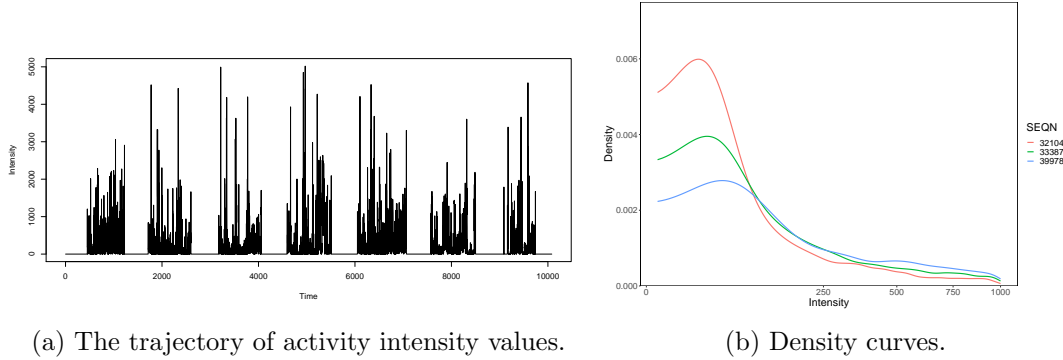 5000
4000
3000
2000
1000
0
Intensity
0 2000 4000 6000 8000 10000
Time
(a) The trajectory of activity intensity values.
0.006
0.004
0.002
0.000
Density
0 250 500 750 1000
Intensity
SEQN
32104
33387
39978
(b) Density curves.